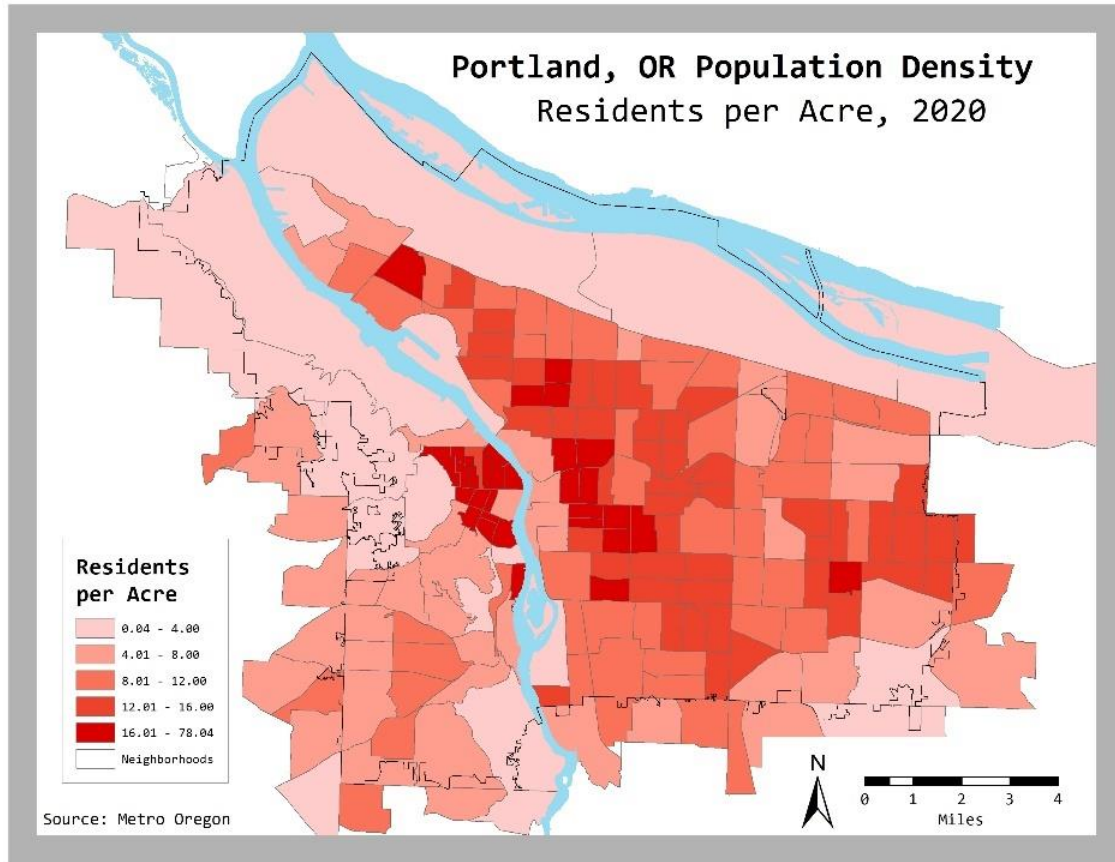 Portland, OR Population Density
Residents per Acre, 2020
Residents
per Acre
0.04 - 4.00
4.01 - 8.00
8.01 - 12.00
12.01 - 16.00
16.01 - 78.04
Neighborhoods
Source: Metro Oregon
N
0 1 2 3 4
Miles